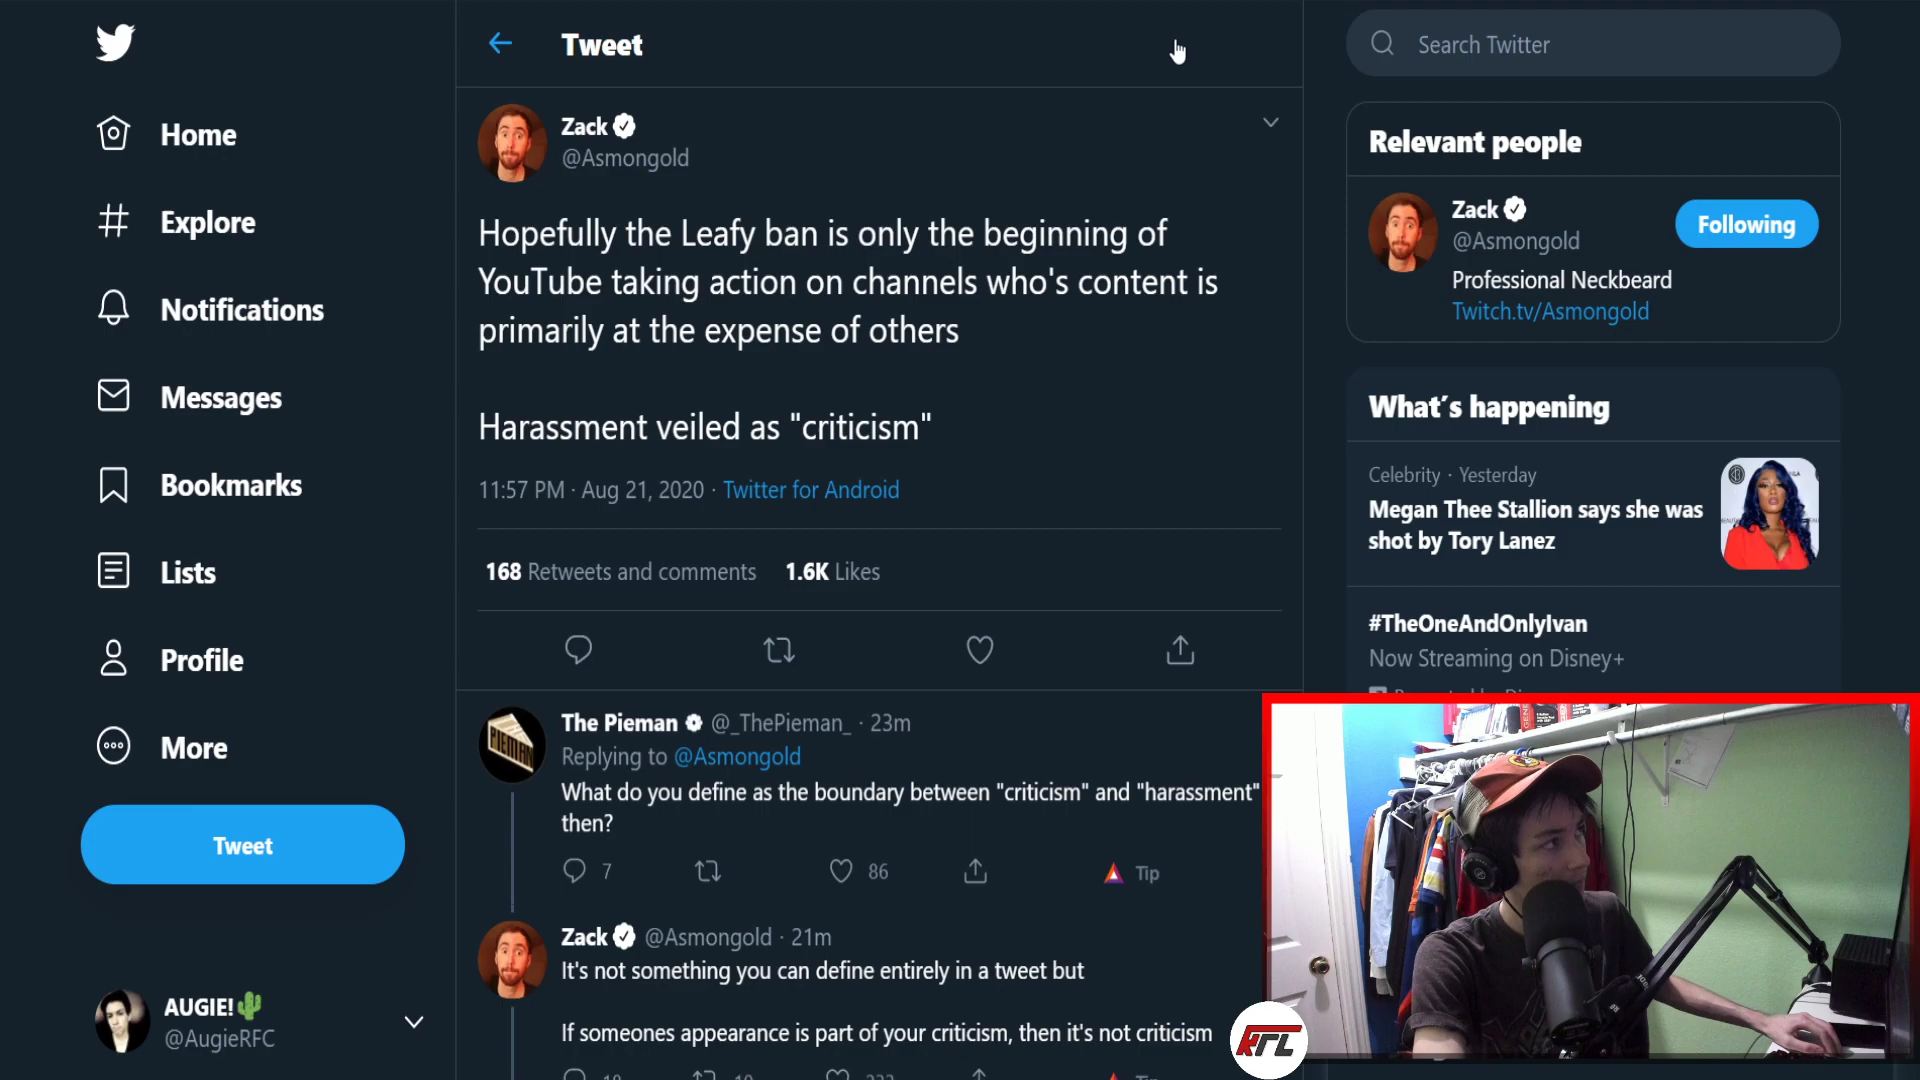 Home
Explore
Notifications
Messages
Bookmarks
Lists
Profile
More
Tweet
AUGIE!🌵
@AugieRFC
Tweet
Zack
@Asmongold
Hopefully the Leafy ban is only the beginning of
YouTube taking action on channels who's content is
primarily at the expense of others
Harassment veiled as "criticism"
11:57 PM · Aug 21, 2020 · Twitter for Android
168 Retweets and comments 1.6K Likes
The Pieman @_ThePieman_ · 23m
Replying to @Asmongold
What do you define as the boundary between "criticism" and "harassment"
then?
7 86 Tip
PIEMAN
Zack @Asmongold · 21m
It's not something you can define entirely in a tweet but
If someones appearance is part of your criticism, then it's not criticism
Search Twitter
Relevant people
Zack
@Asmongold
Following
Professional Neckbeard
Twitch.tv/Asmongold
What's happening
Celebrity · Yesterday
Megan Thee Stallion says she was
shot by Tory Lanez
#TheOneAndOnlyIvan
Now Streaming on Disney+